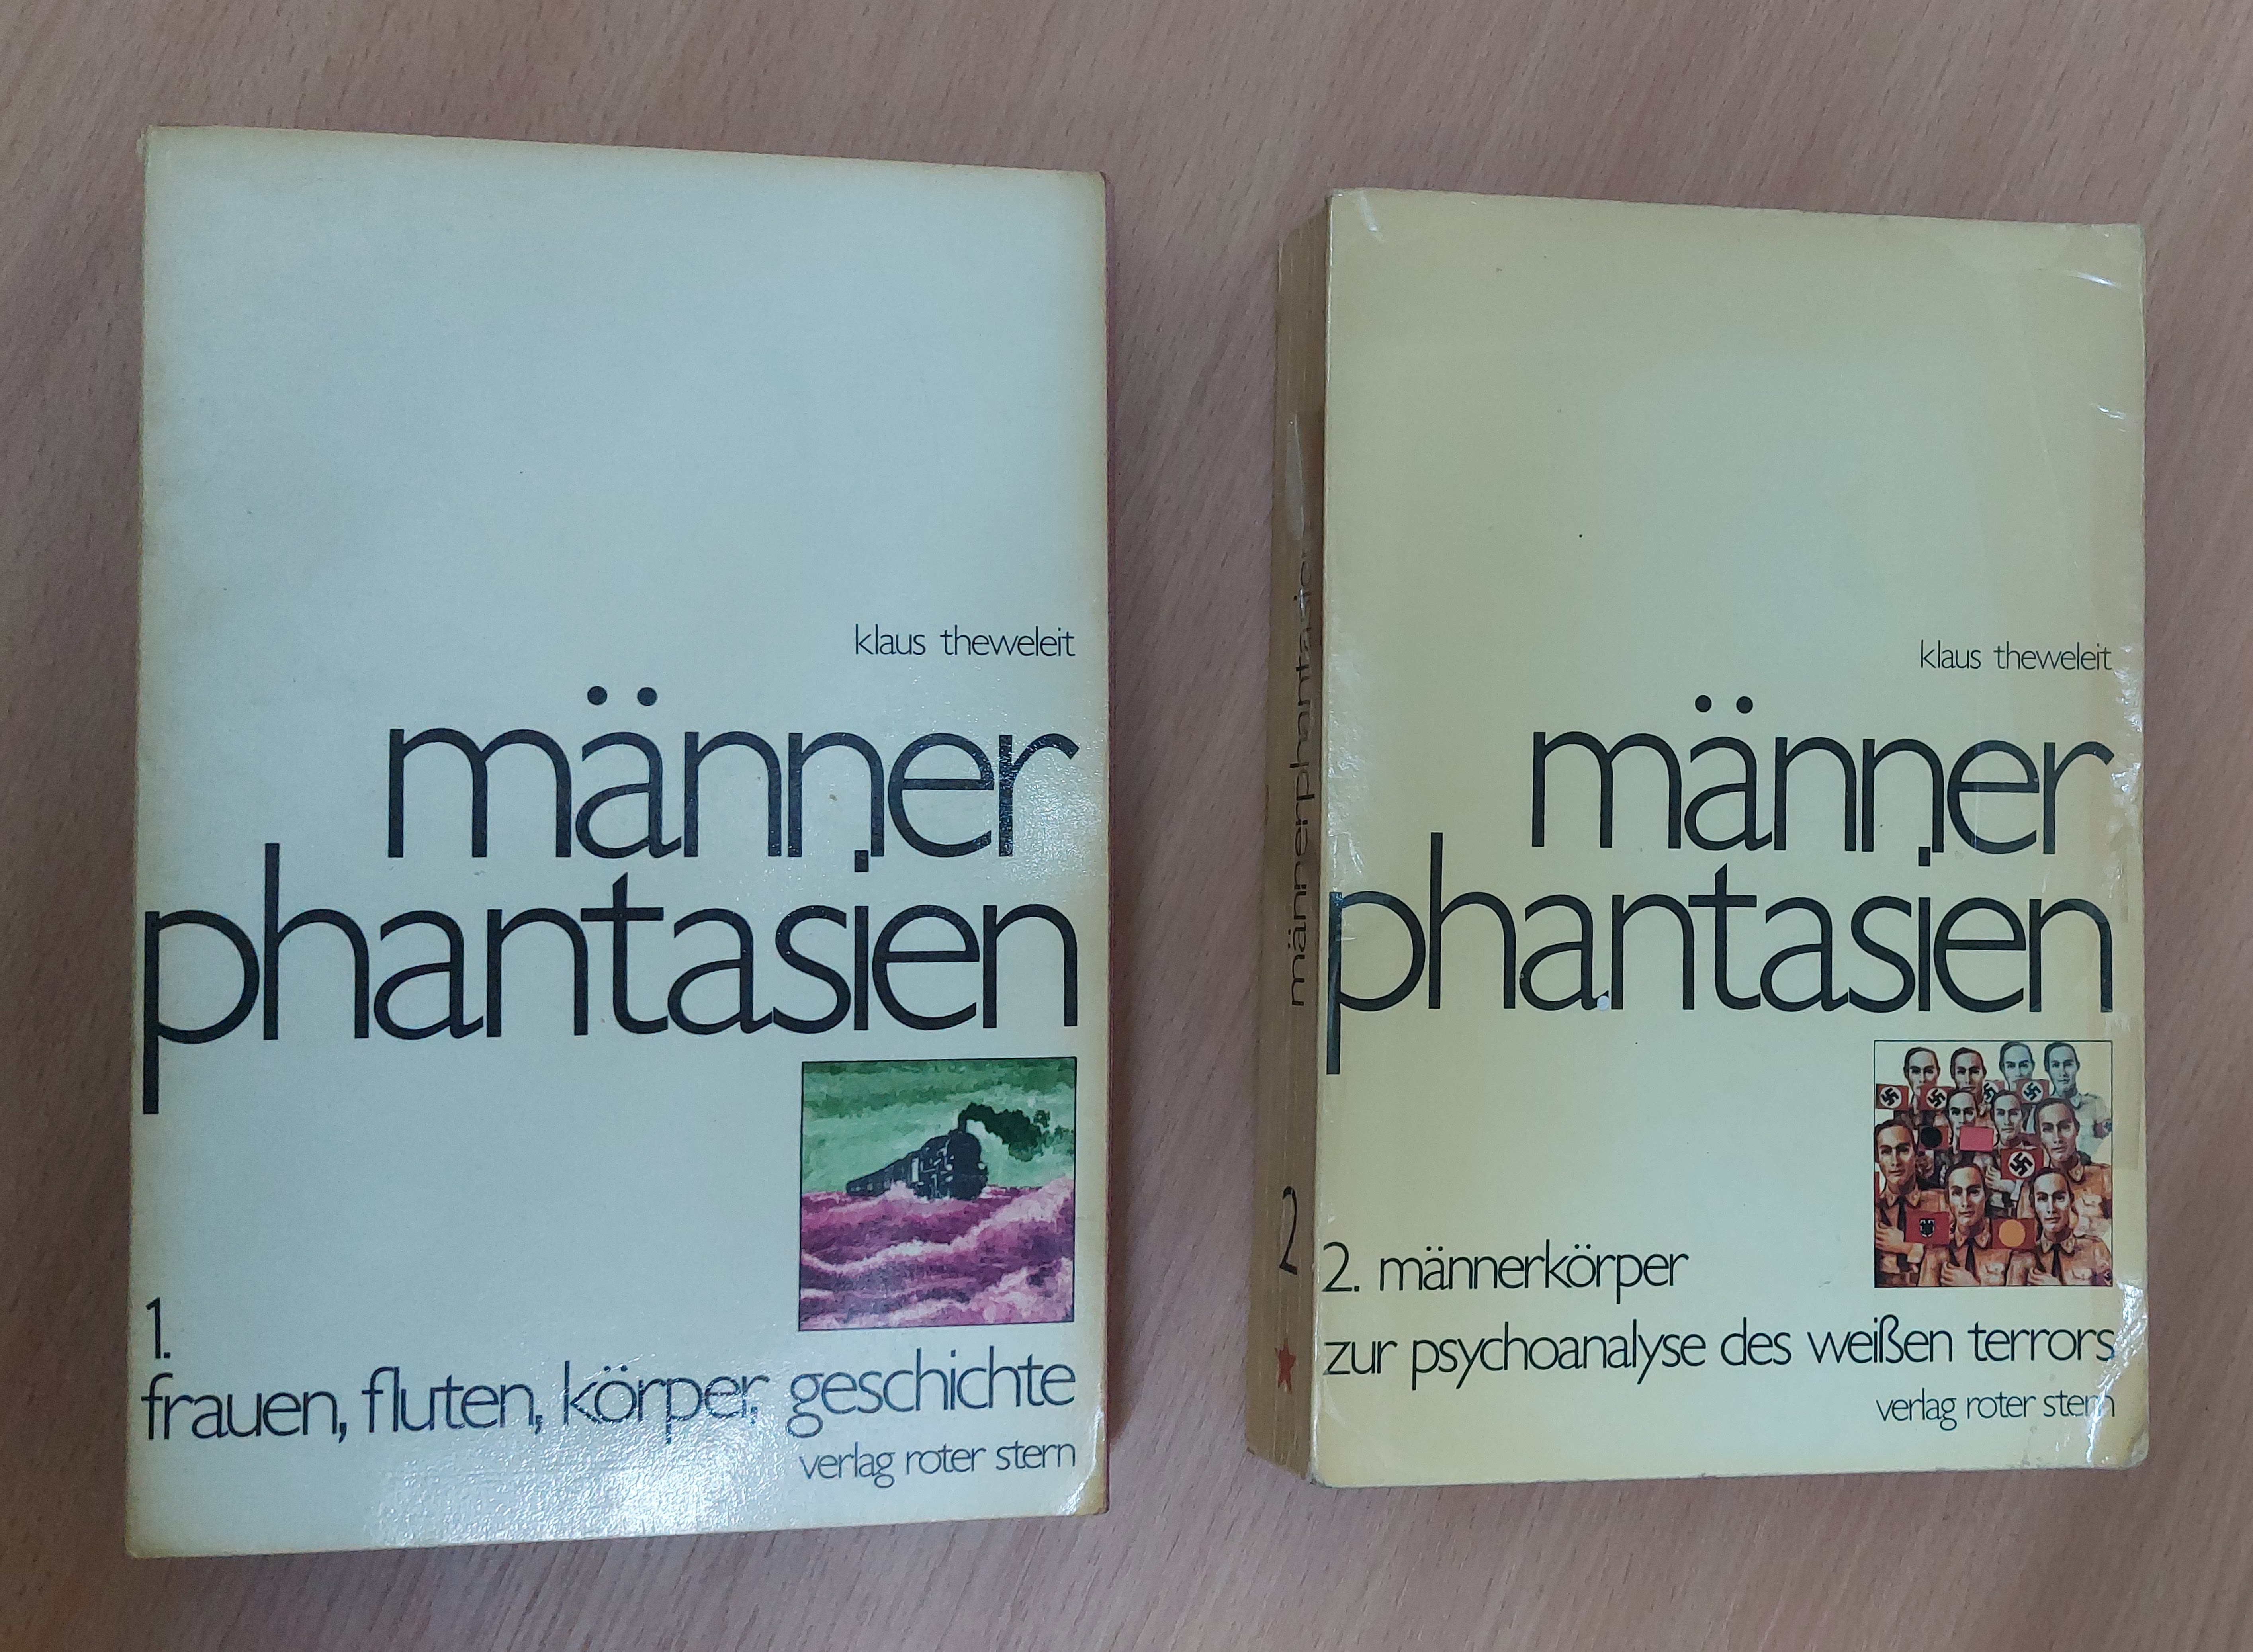 klaus theweleit
männer
phantasien
1.
frauen, fluten, körper, geschichte
verlag roter stern
männerphantasien
2
klaus theweleit
männer
phantasien
2. männerkörper
zur psychoanalyse des weißen terrors
verlag roter stern